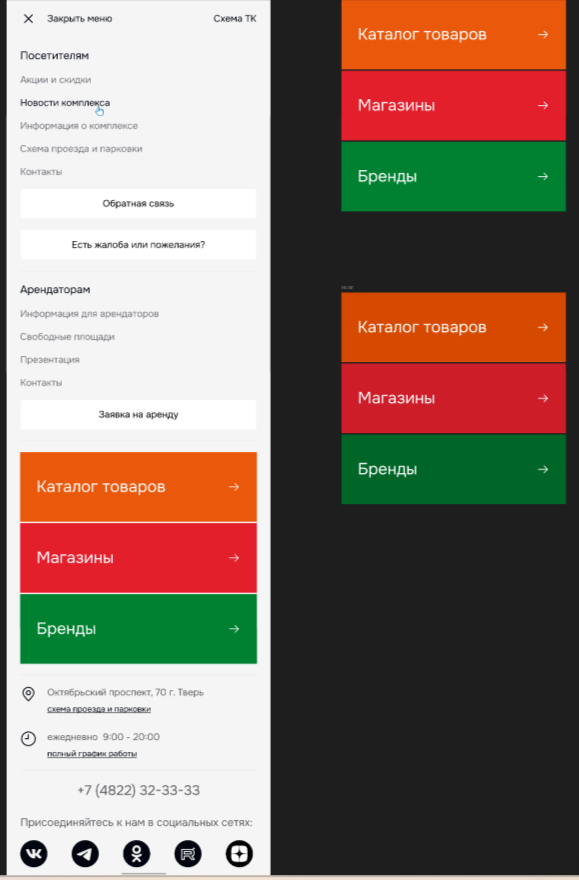 Закрыть меню
Схема ТК
Посетителям
Акции и скидки
Новости комплекса
Информация о комплексе
Схема проезда и парковки
Контакты
Обратная связь
Есть жалоба или пожелания?
Арендаторам
Информация для арендаторов
Свободные площади
Презентация
Контакты
Заявка на аренду
Каталог товаров
Магазины
Бренды
Октябрьский проспект, 70 г. Тверь
схема проезда и парковки
ежедневно 9:00 - 20:00
полный график работы
+7 (4822) 32-33-33
Присоединяйтесь к нам в социальных сетях:
Каталог товаров
Магазины
Бренды
Каталог товаров
Магазины
Бренды